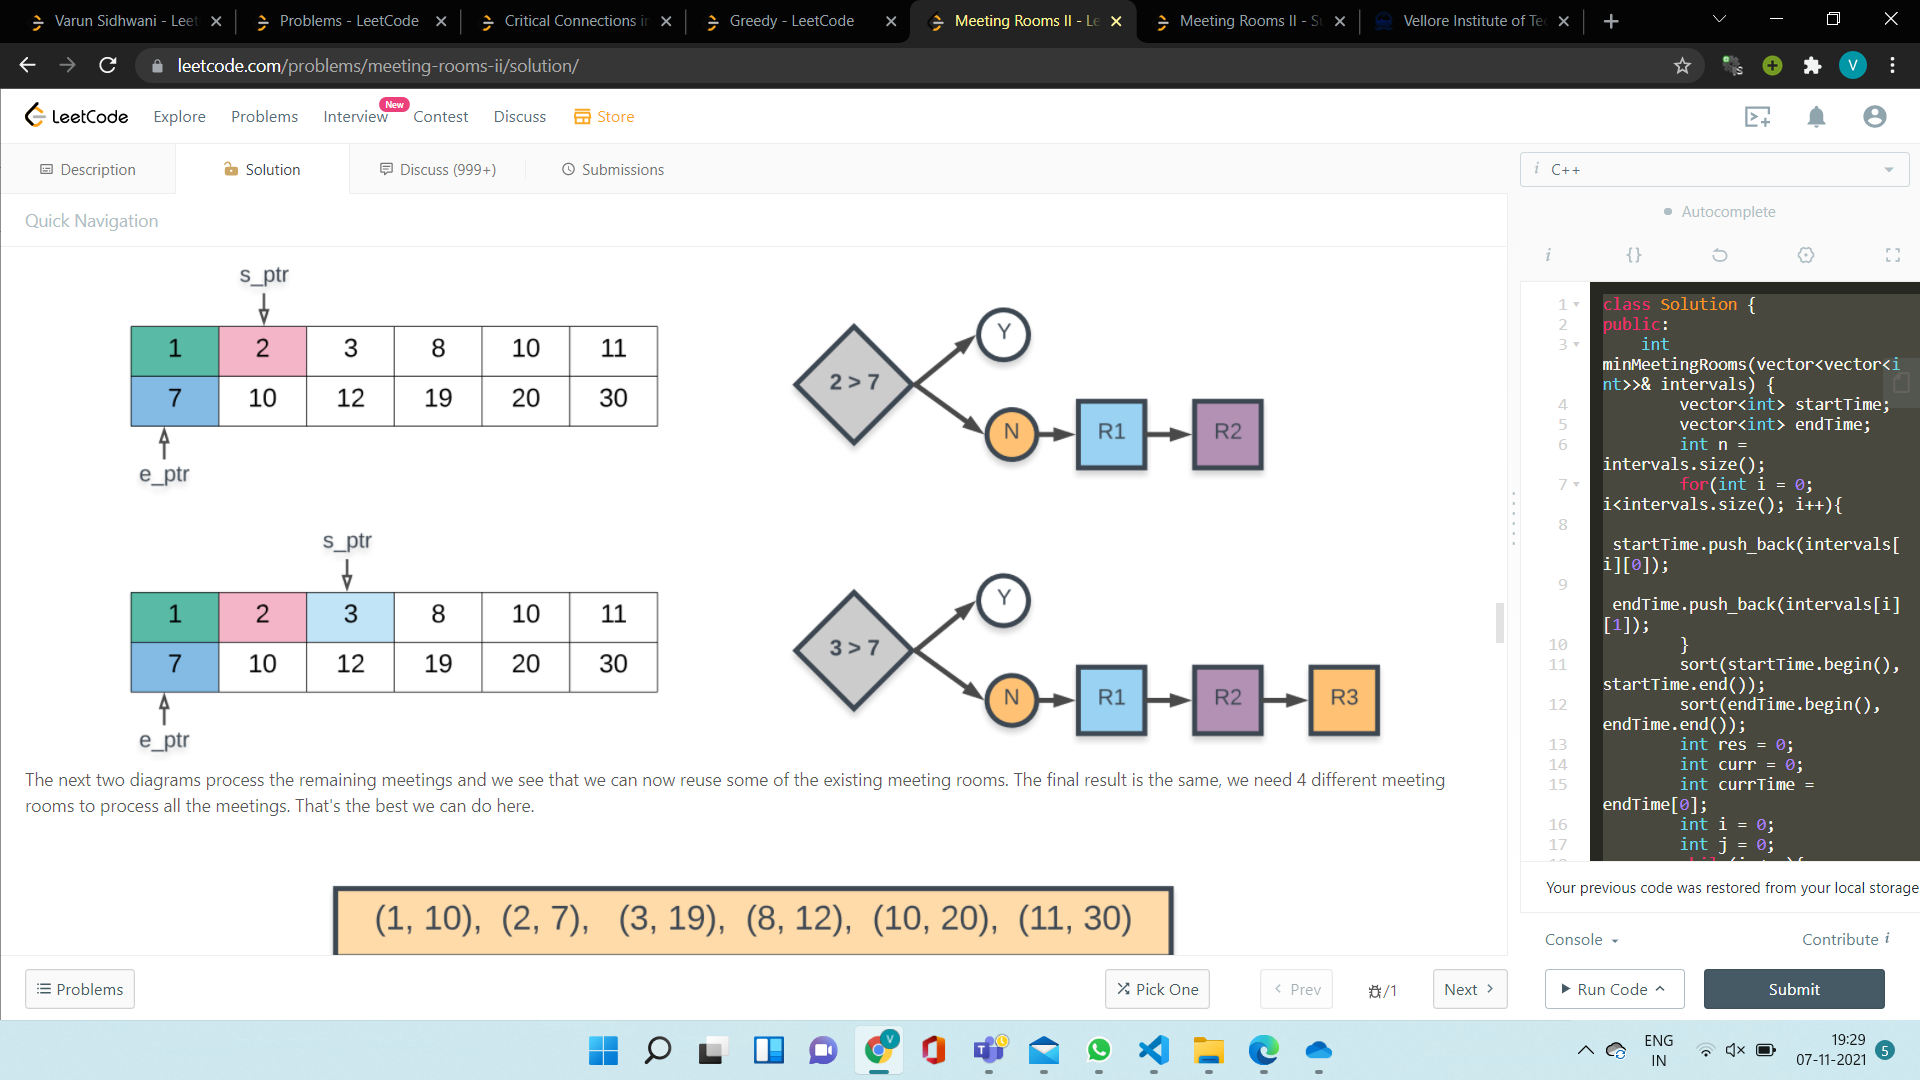 Varun Sidhwani - Leet
Problems - LeetCode
Critical Connections in
Greedy - LeetCode
Meeting Rooms II - Le
Meeting Rooms II - Su
Vellore Institute of Tec
leetcode.com/problems/meeting-rooms-ii/solution/
V
LeetCode
Explore
Problems
Interview
New
Contest
Discuss
Store
Description
Solution
Discuss (999+)
Submissions
i C++
Quick Navigation
Autocomplete
i {}
s_ptr
1 2 3 8 10 11
7 10 12 19 20 30
e_ptr
2 > 7
Y
N R1 R2
s_ptr
1 2 3 8 10 11
7 10 12 19 20 30
e_ptr
3 > 7
Y
N R1 R2 R3
The next two diagrams process the remaining meetings and we see that we can now reuse some of the existing meeting rooms. The final result is the same, we need 4 different meeting
rooms to process all the meetings. That's the best we can do here.
(1, 10), (2, 7), (3, 19), (8, 12), (10, 20), (11, 30)
1 class Solution {
2 public:
3 int
minMeetingRooms(vector<vector<i
nt>>& intervals) {
4 vector<int> startTime;
5 vector<int> endTime;
6 int n =
intervals.size();
7 for(int i = 0;
i<intervals.size(); i++){
8
startTime.push_back(intervals[
i][0]);
9
endTime.push_back(intervals[i]
[1]);
10 }
11 sort(startTime.begin(),
startTime.end());
12 sort(endTime.begin(),
endTime.end());
13 int res = 0;
14 int curr = 0;
15 int currTime =
endTime[0];
16 int i = 0;
17 int j = 0;
Your previous code was restored from your local storage
Console
Contribute i
Problems
Pick One
Prev
/1
Next
Run Code
Submit
V
ENG
IN
19:29
07-11-2021
5